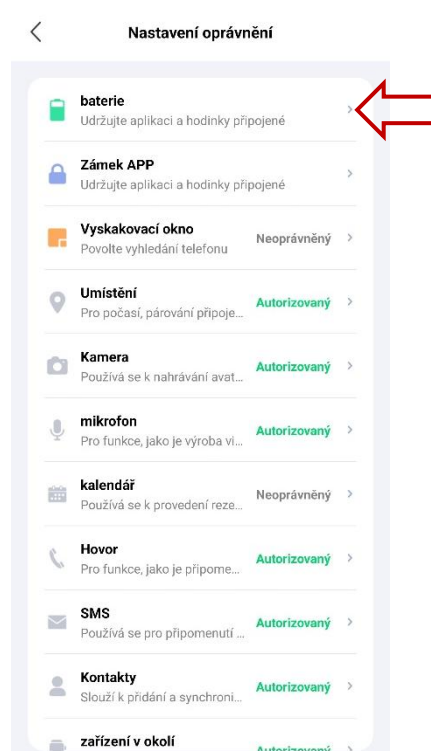 Nastavení oprávnění
baterie
Udržujte aplikaci a hodinky připojené
Zámek APP
Udržujte aplikaci a hodinky připojené
Vyskakovací okno
Povolte vyhledání telefonu
Neoprávněný
Umístění
Pro počasí, párování připoje...
Autorizovaný
Kamera
Používá se k nahrávání avat...
Autorizovaný
mikrofon
Pro funkce, jako je výroba vi...
Autorizovaný
kalendář
Používá se k provedení reze...
Neoprávněný
Hovor
Pro funkce, jako je připome...
Autorizovaný
SMS
Používá se pro připomenutí ...
Autorizovaný
Kontakty
Slouží k přidání a synchroni...
Autorizovaný
zařízení v okolí
Autorizovaný